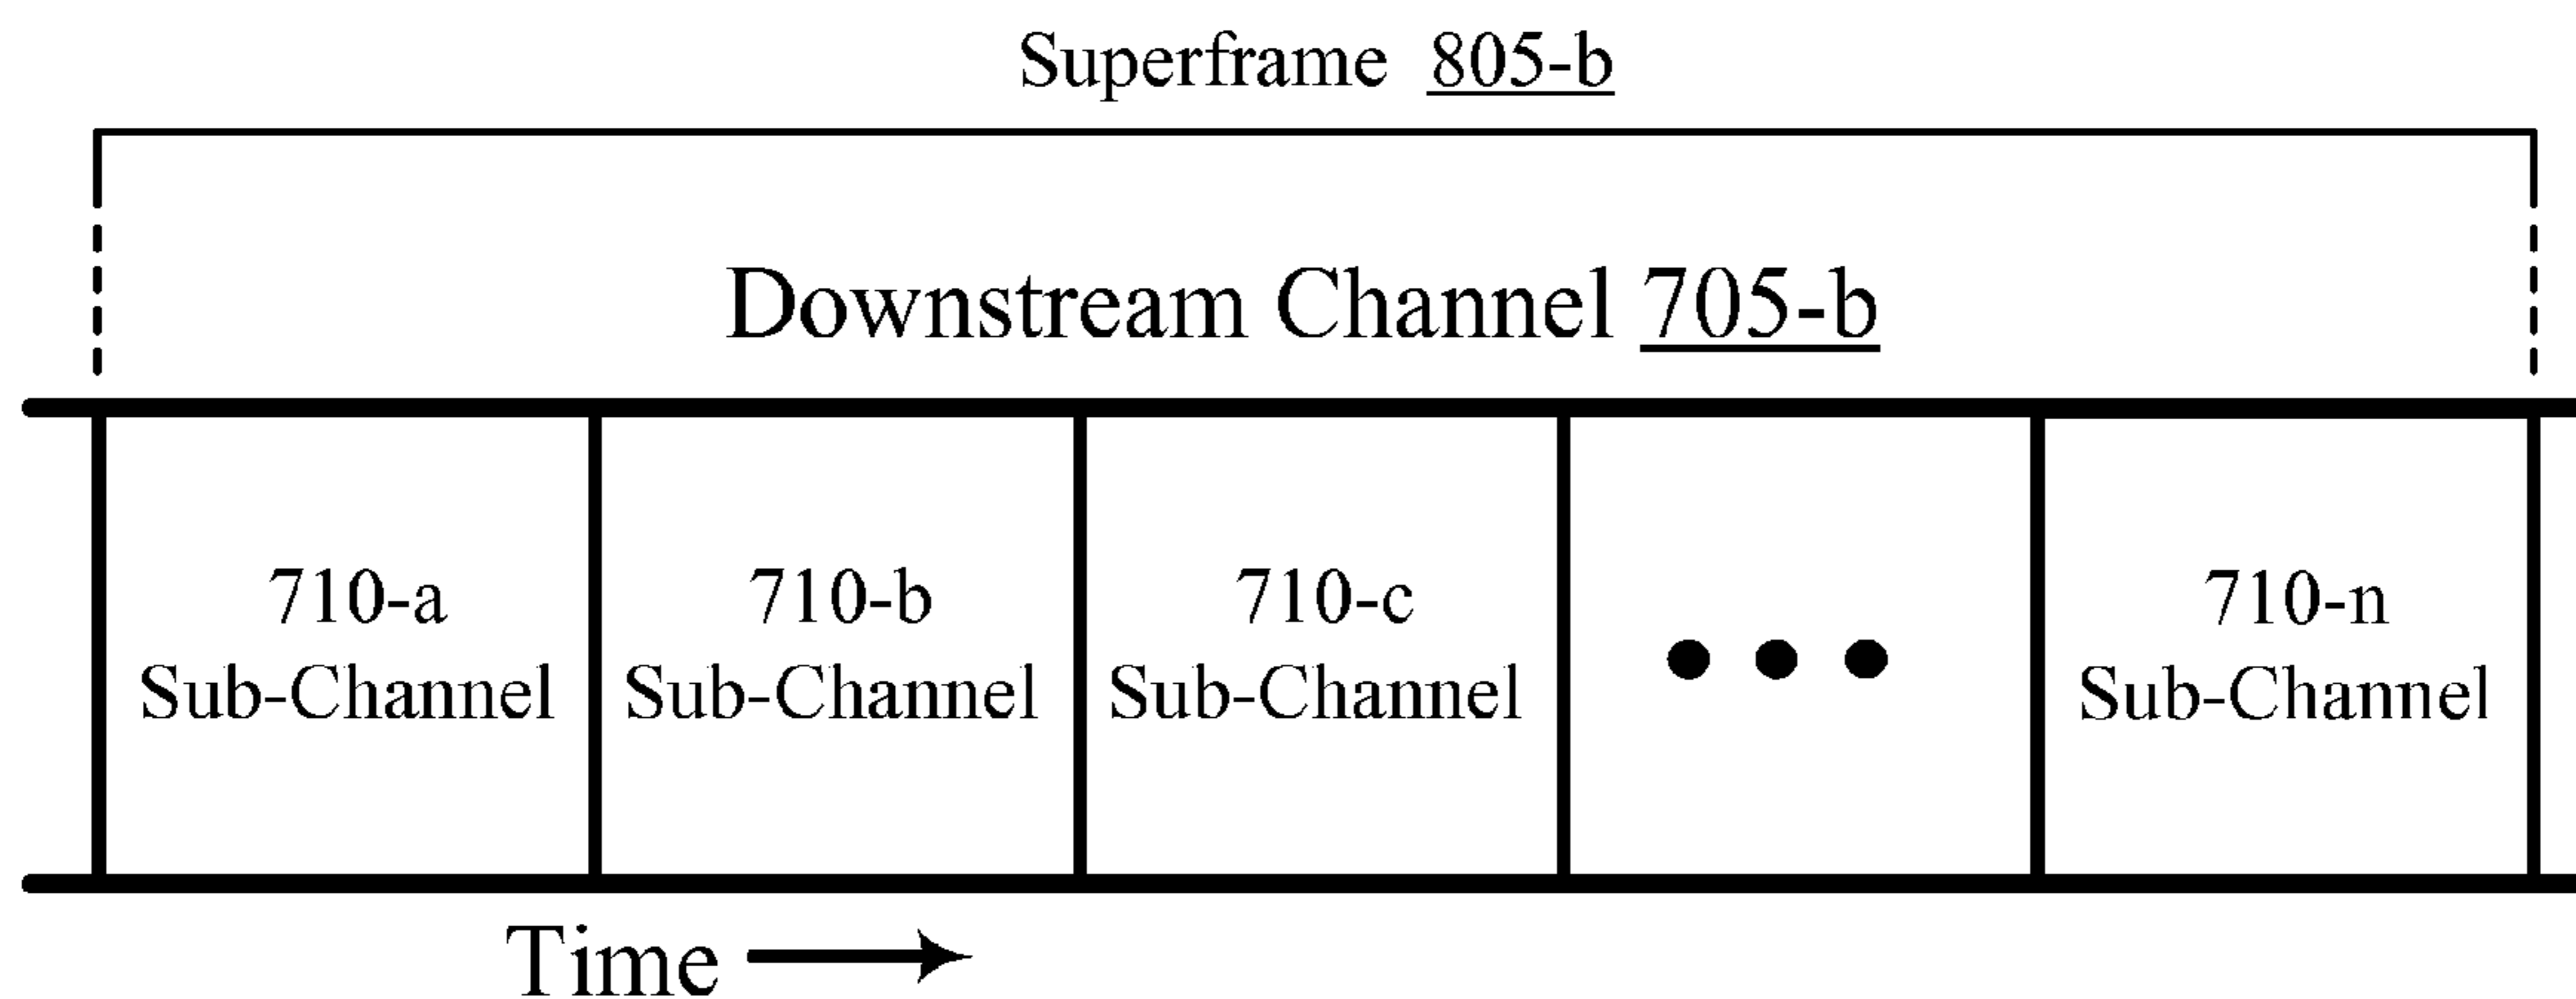 Superframe 805-b
Downstream Channel 705-b
710-a
Sub-Channel
710-b
Sub-Channel
710-c
Sub-Channel
710-n
Sub-Channel
Time